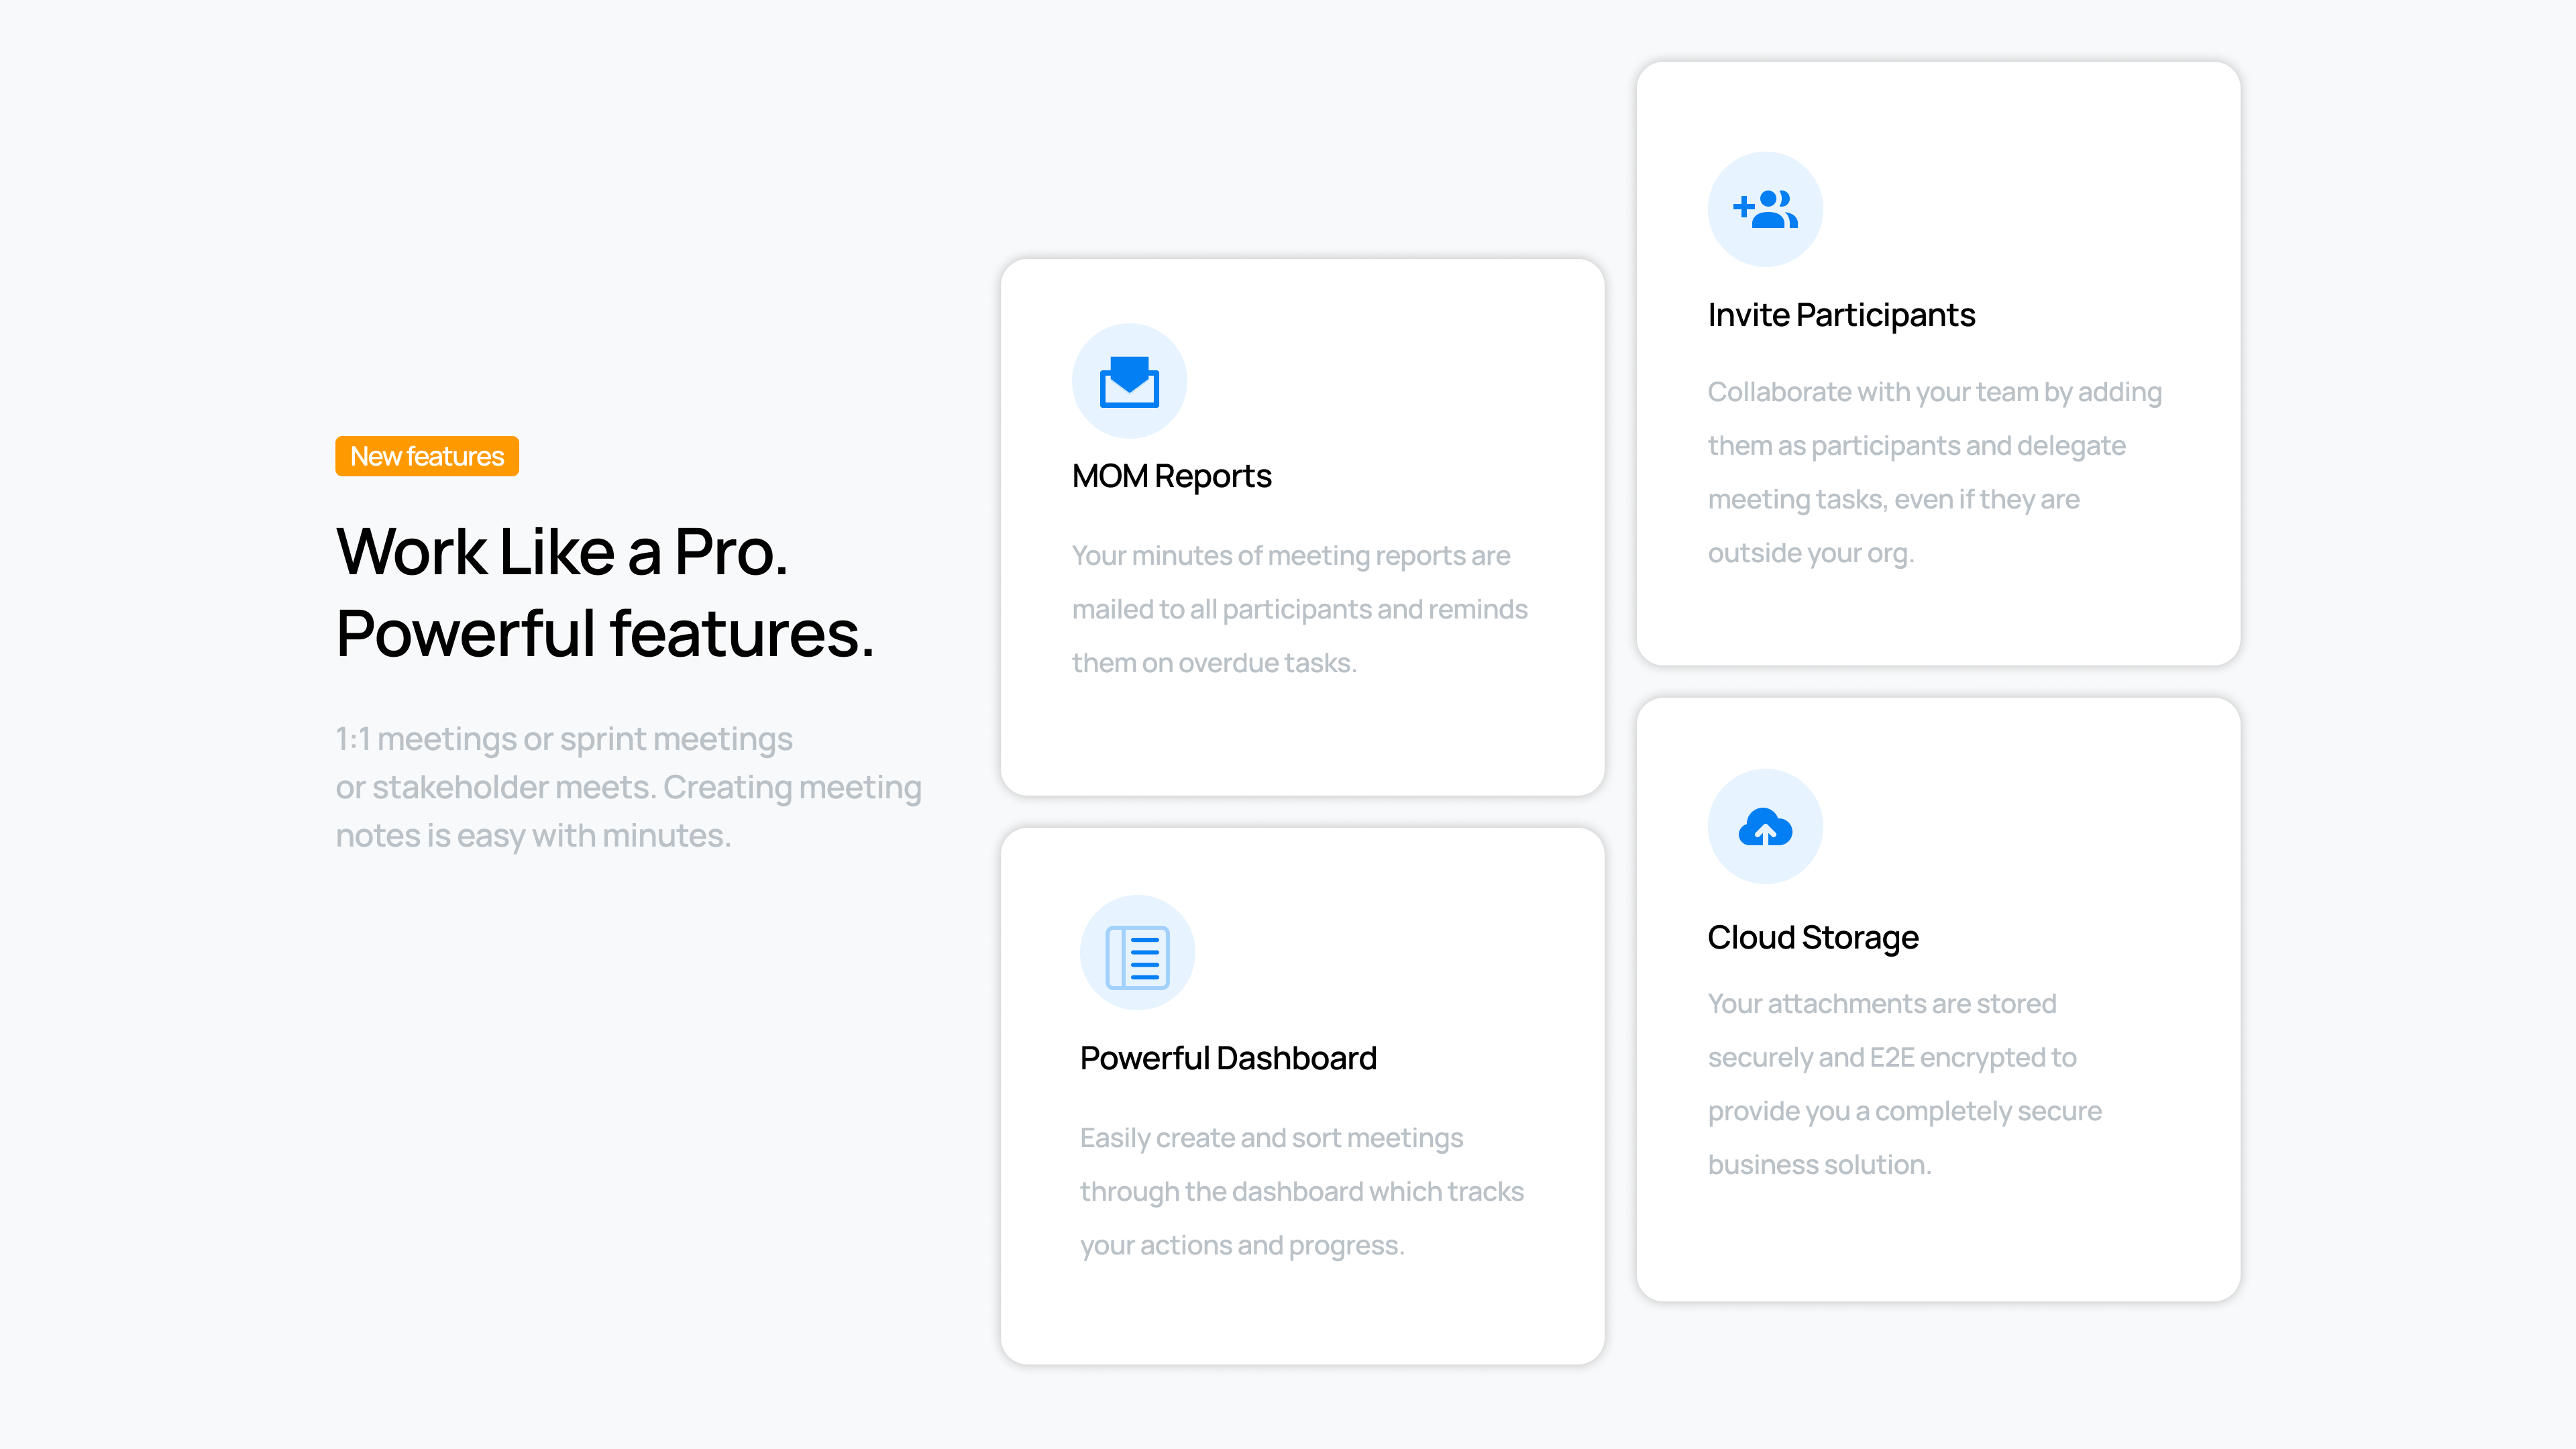 New features
Work Like a Pro.
Powerful features.
1:1 meetings or sprint meetings
or stakeholder meets. Creating meeting
notes is easy with minutes.
MOM Reports
Your minutes of meeting reports are
mailed to all participants and reminds
them on overdue tasks.
Powerful Dashboard
Easily create and sort meetings
through the dashboard which tracks
your actions and progress.
Invite Participants
Collaborate with your team by adding
them as participants and delegate
meeting tasks, even if they are
outside your org.
Cloud Storage
Your attachments are stored
securely and E2E encrypted to
provide you a completely secure
business solution.